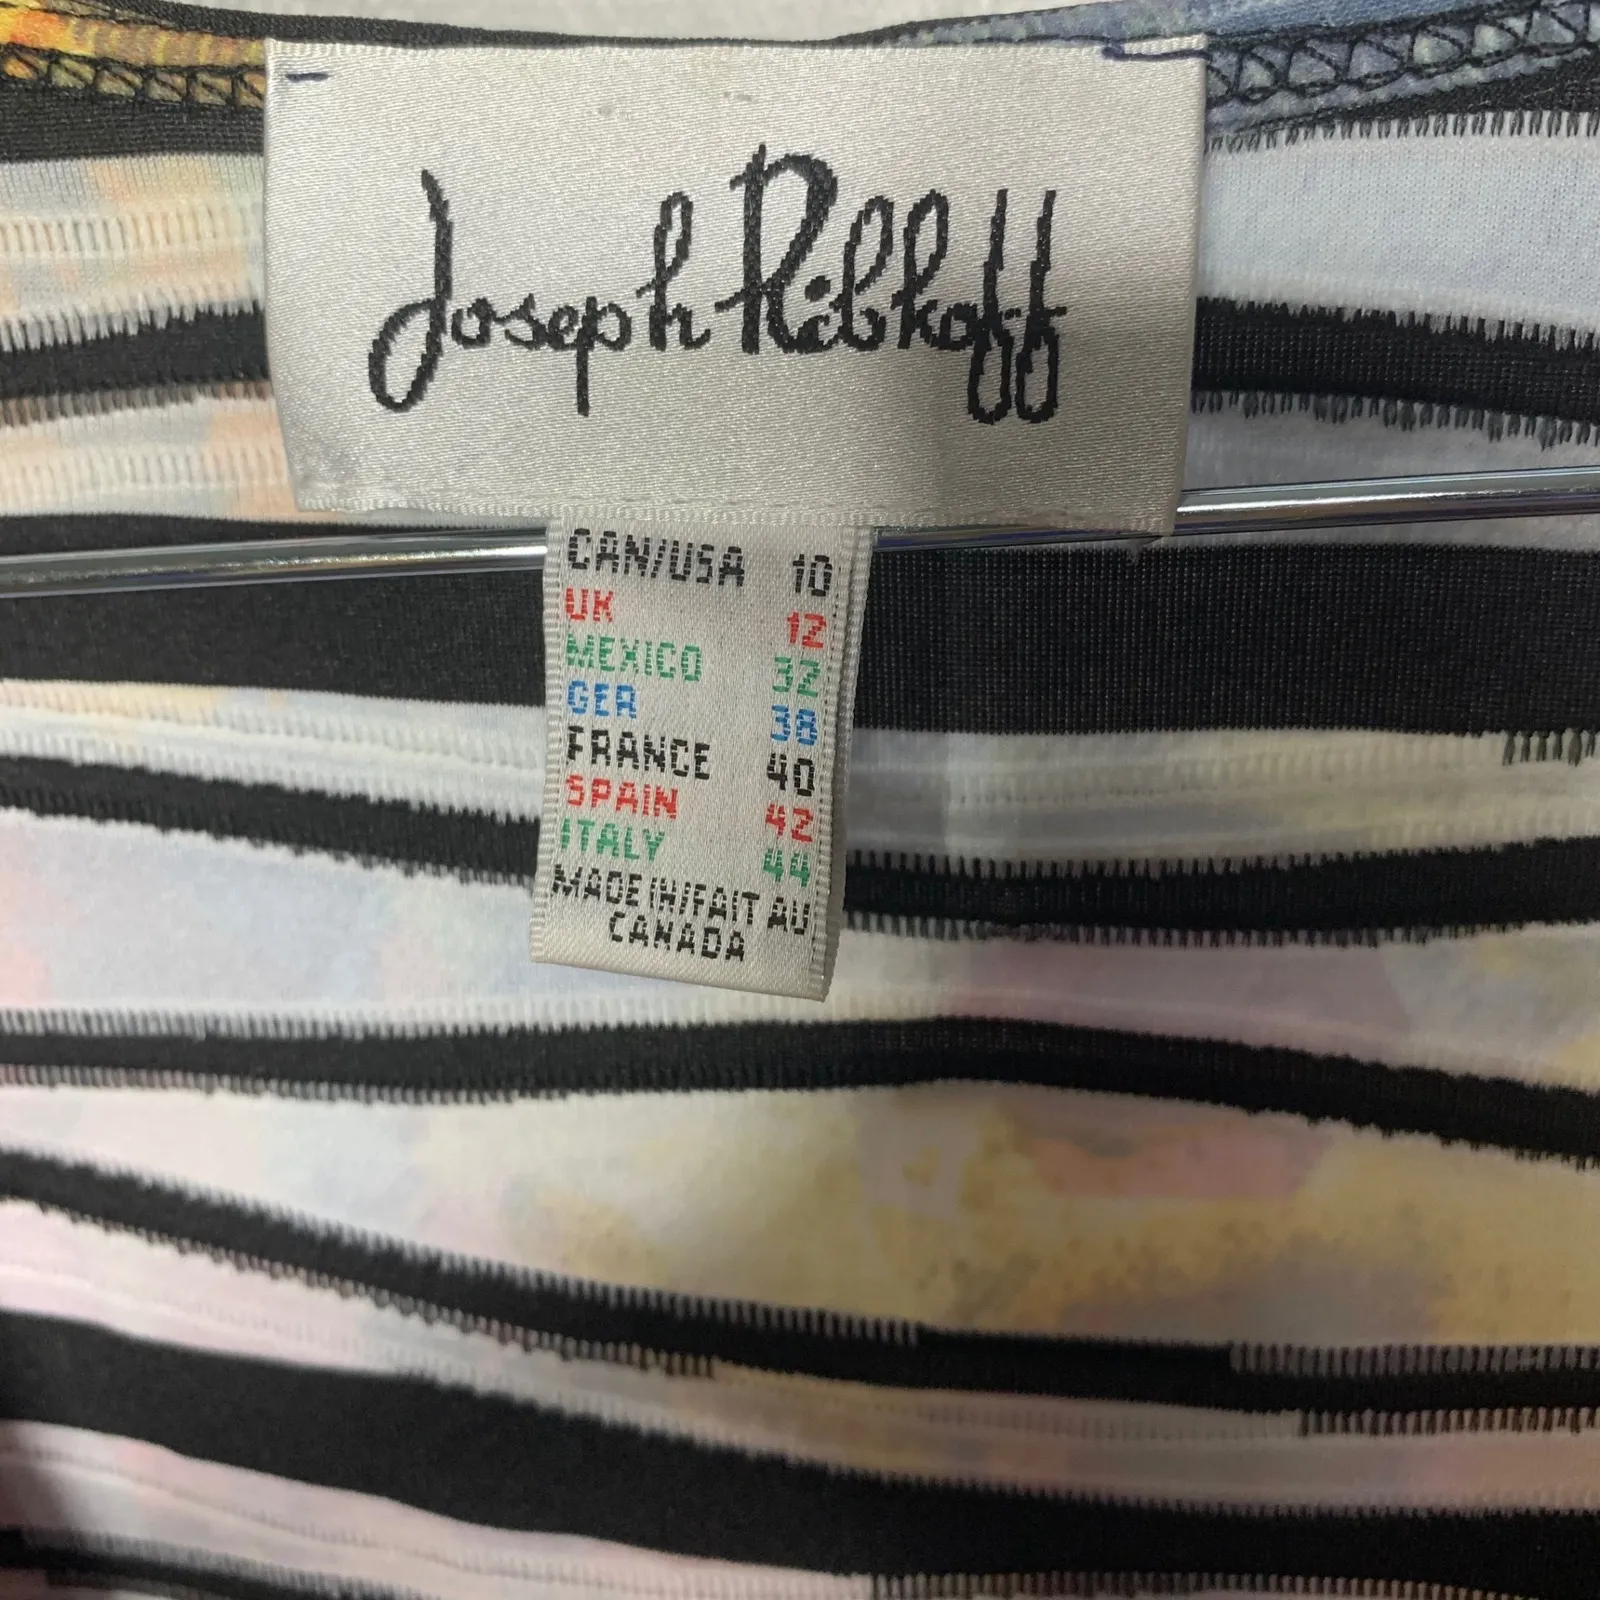 Joseph Ribkoff
CAN/USA 10
UK 12
MEXICO 32
GER 38
FRANCE 40
SPAIN 42
ITALY 44
MADE IN/FAIT AU
CANADA